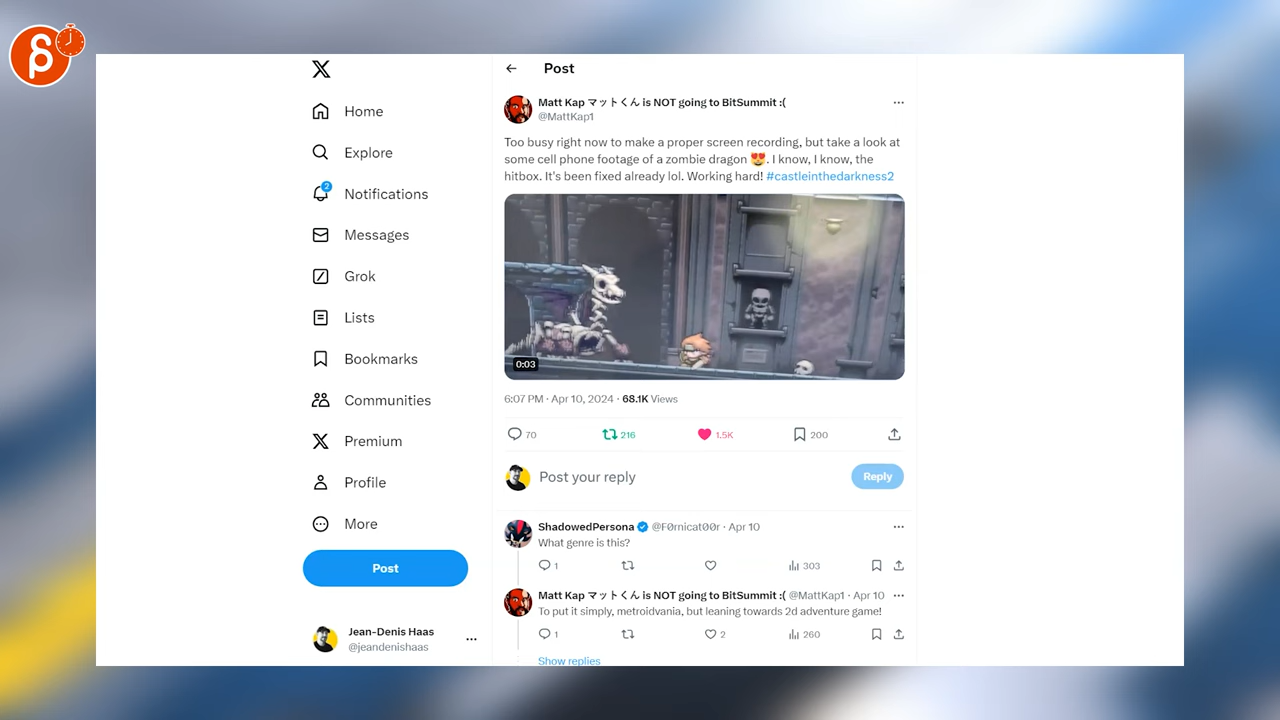 Home
Explore
2
Notifications
Messages
Grok
Lists
Bookmarks
Communities
Premium
Profile
More
Post
Jean-Denis Haas
@jeandenishaas
Post
Matt Kap マットくん is NOT going to BitSummit :(
@MattKap1
Too busy right now to make a proper screen recording, but take a look at
some cell phone footage of a zombie dragon 😍. I know, I know, the
hitbox. It's been fixed already lol. Working hard! #castleinthedarkness2
0:03
6:07 PM · Apr 10, 2024 · 68.1K Views
70 216 1.5K 200
Post your reply
Reply
ShadowedPersona @F0rnicat00r · Apr 10
What genre is this?
1 303
Matt Kap マットくん is NOT going to BitSummit :( @MattKap1 · Apr 10
To put it simply, metroidvania, but leaning towards 2d adventure game!
1 2 260
Show replies